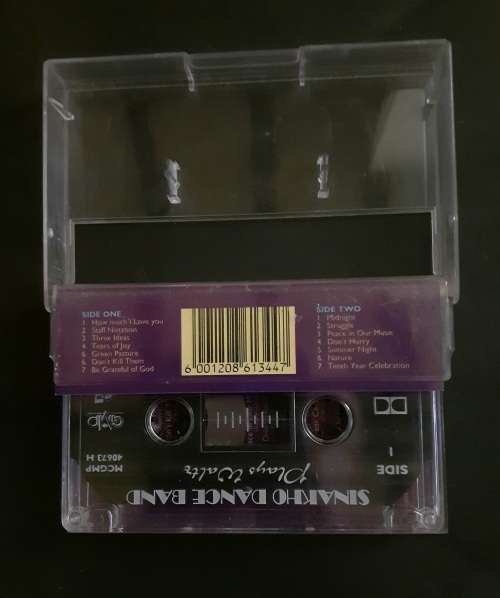 SIDE ONE
1 How much I Love you
2 Staff Notation
3 Three Ideas
4 Tears of Joy
6 Green Pasture
6 Don't Kill Them
7 Be Grateful of God
6 001208 613447
SIDE TWO
1 Midnight
2 Struggle
3 Peace in Our Music
4 Don't Hurry
5 Summer Night
6 Nature
7 Tenth Year Celebration
SINAKHO DANCE BAND
"Plays Waltz"
SIDE 1
MCGMP
40673 H